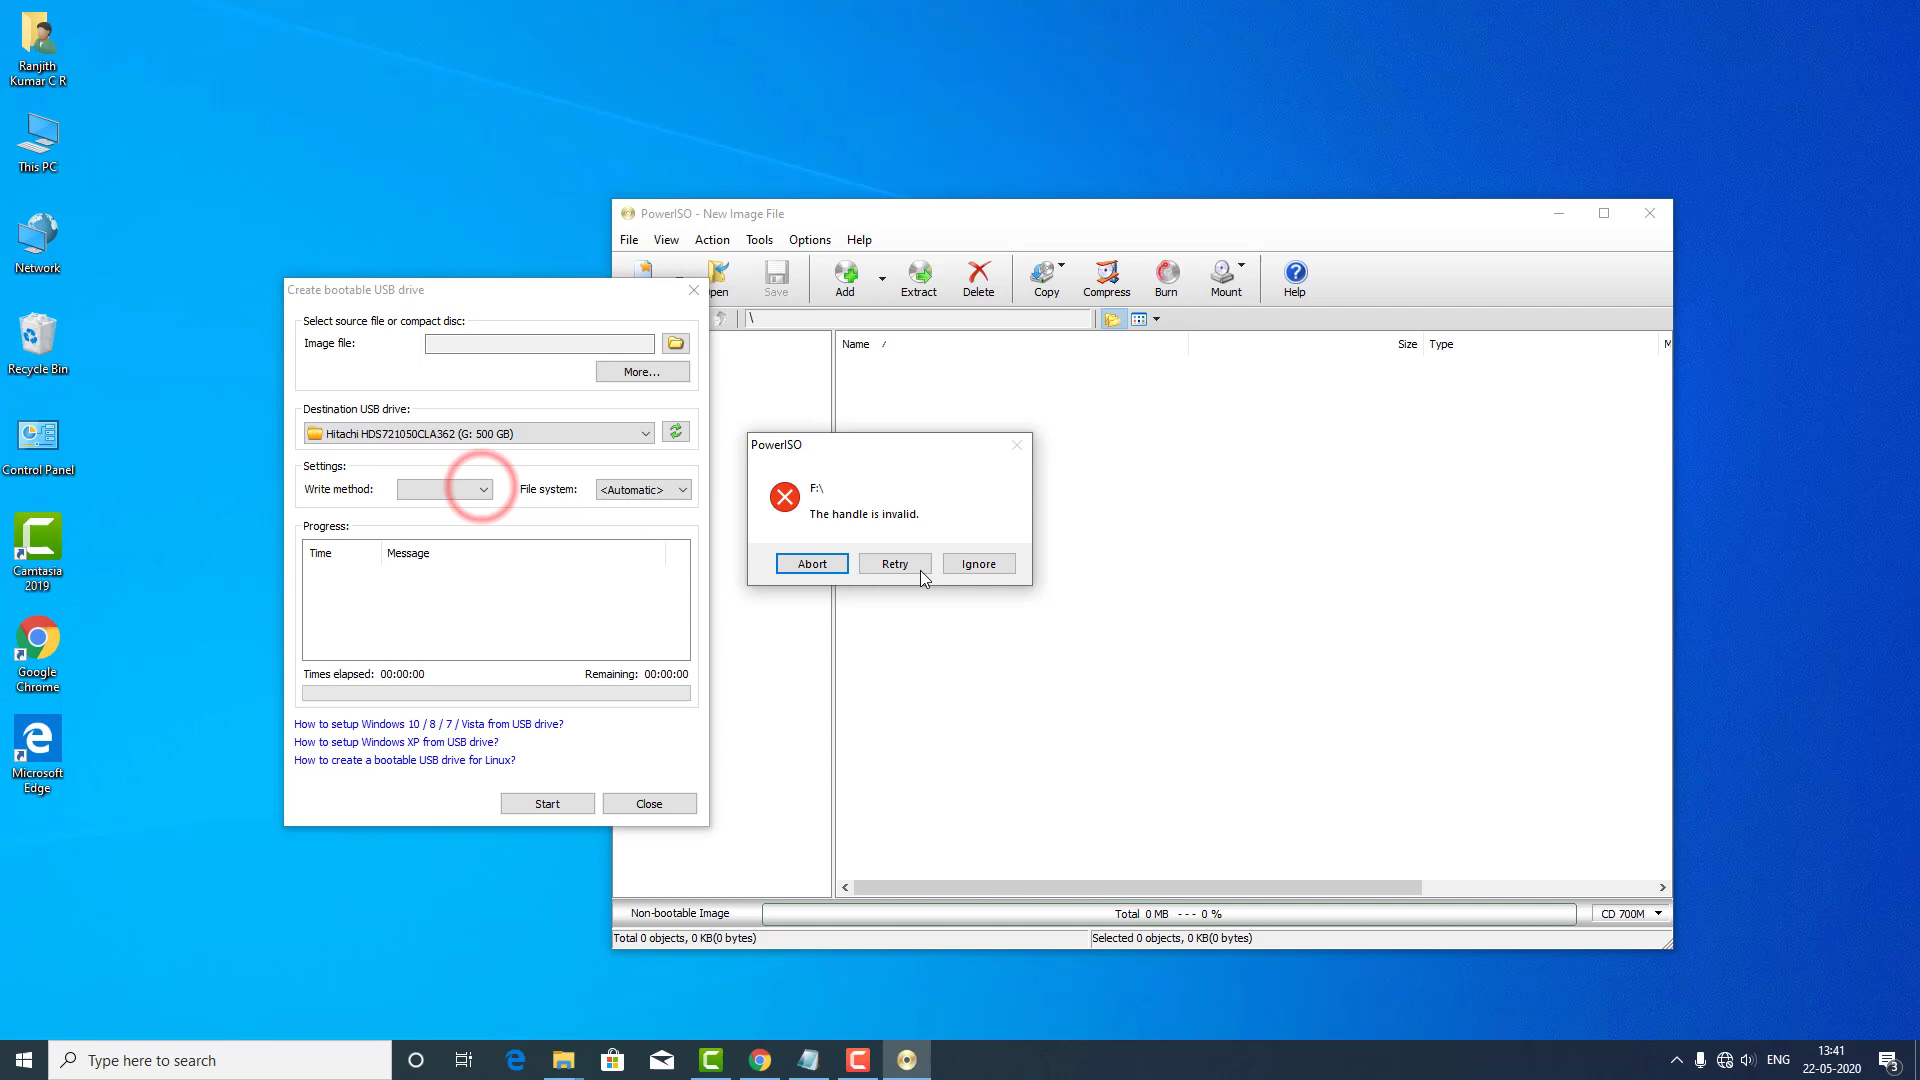 Ranjith
Kumar C R
This PC
Network
Recycle Bin
Control Panel
Camtasia
2019
Google
Chrome
Microsoft
Edge
PowerISO - New Image File
File View Action Tools Options Help
Save Add Extract Delete Copy Compress Burn Mount Help
\
Name Size Type
Create bootable USB drive
Select source file or compact disc:
Image file:
More...
Destination USB drive:
Hitachi HDS721050CLA362 (G: 500 GB)
Settings:
Write method: File system: <Automatic>
Progress:
Time Message
Times elapsed: 00:00:00 Remaining: 00:00:00
How to setup Windows 10 / 8 / 7 / Vista from USB drive?
How to setup Windows XP from USB drive?
How to create a bootable USB drive for Linux?
Start Close
PowerISO
F:\
The handle is invalid.
Abort Retry Ignore
Non-bootable Image Total 0 MB --- 0 % CD 700M
Total 0 objects, 0 KB(0 bytes) Selected 0 objects, 0 KB(0 bytes)
Type here to search
ENG
13:41
22-05-2020
3